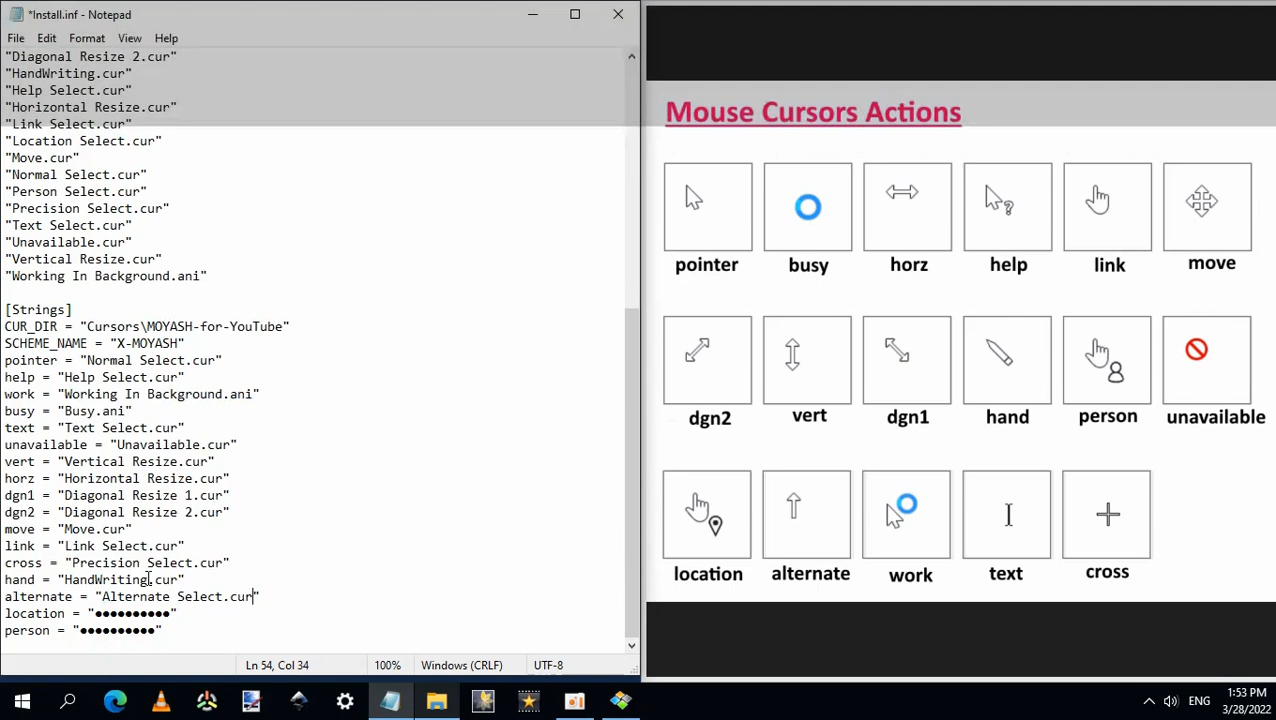 *Install.inf - Notepad
File Edit Format View Help
"Diagonal Resize 2.cur"
"HandWriting.cur"
"Help Select.cur"
"Horizontal Resize.cur"
"Link Select.cur"
"Location Select.cur"
"Move.cur"
"Normal Select.cur"
"Person Select.cur"
"Precision Select.cur"
"Text Select.cur"
"Unavailable.cur"
"Vertical Resize.cur"
"Working In Background.ani"
[Strings]
CUR_DIR = "Cursors\MOYASH-for-YouTube"
SCHEME_NAME = "X-MOYASH"
pointer = "Normal Select.cur"
help = "Help Select.cur"
work = "Working In Background.ani"
busy = "Busy.ani"
text = "Text Select.cur"
unavailable = "Unavailable.cur"
vert = "Vertical Resize.cur"
horz = "Horizontal Resize.cur"
dgn1 = "Diagonal Resize 1.cur"
dgn2 = "Diagonal Resize 2.cur"
move = "Move.cur"
link = "Link Select.cur"
cross = "Precision Select.cur"
hand = "HandWriting.cur"
alternate = "Alternate Select.cur"
location = "●●●●●●●●●●"
person = "●●●●●●●●●●"
Ln 54, Col 34 100% Windows (CRLF) UTF-8
Mouse Cursors Actions
pointer busy horz help link move
dgn2 vert dgn1 hand person unavailable
location alternate work text cross
ENG
1:53 PM
3/28/2022